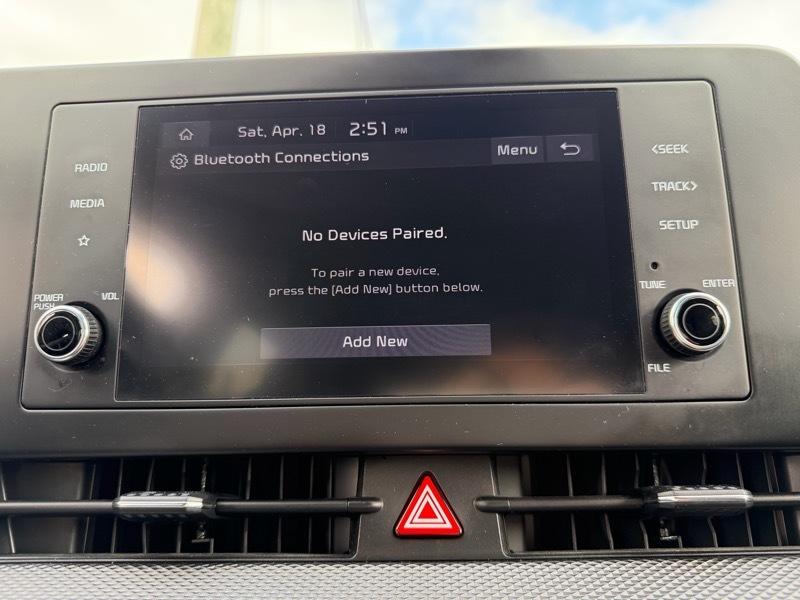 Sat, Apr. 18 2:51 PM
Bluetooth Connections Menu
No Devices Paired.
To pair a new device,
press the [Add New] button below.
Add New
RADIO
MEDIA
POWER
PUSH
VOL
<SEEK
TRACK>
SETUP
TUNE
ENTER
FILE